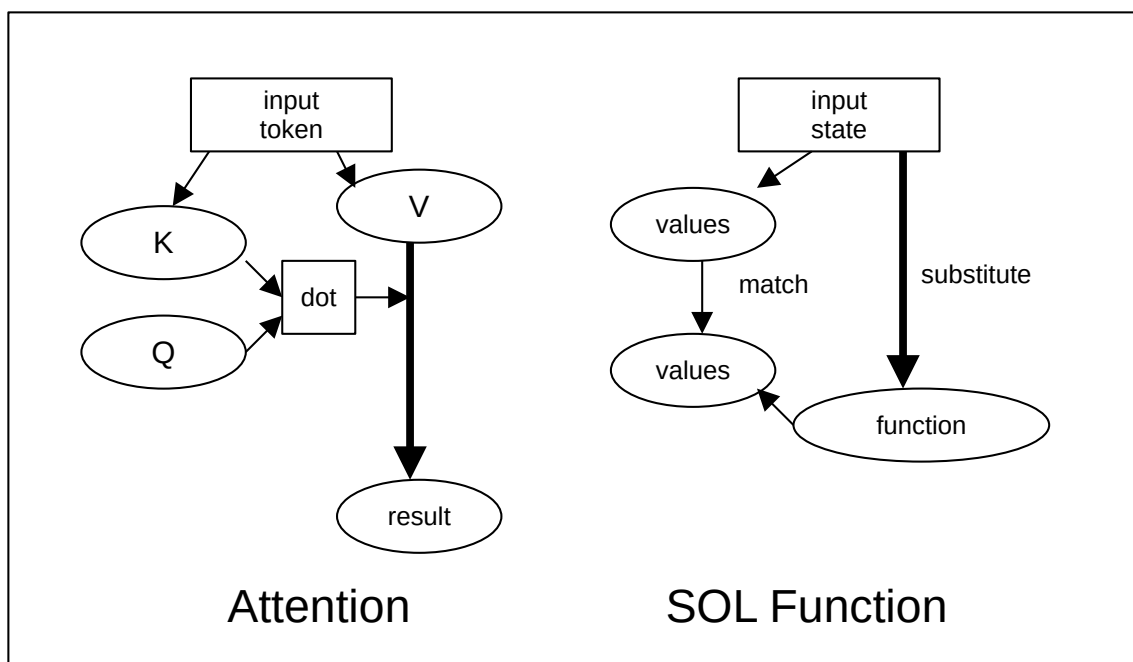 input
token
K
V
Q
dot
result
Attention
input
state
values
match
substitute
values
function
SOL Function